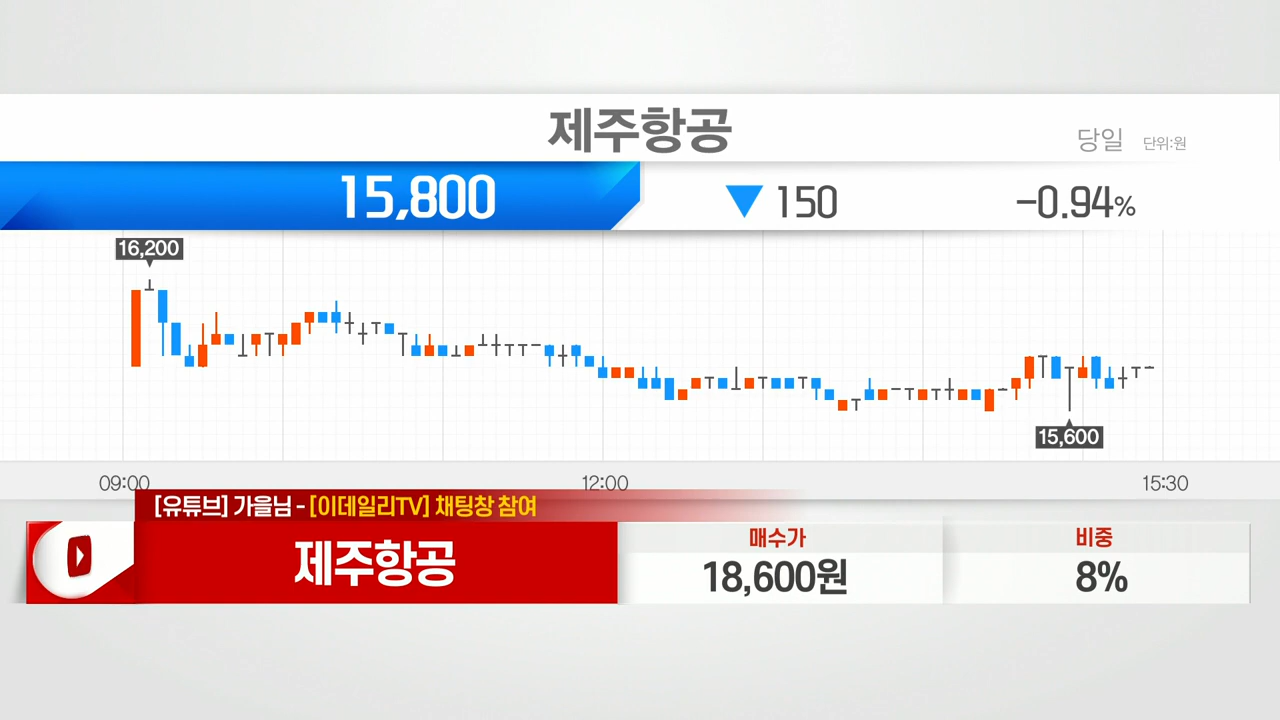 제주항공
당일 단위:원
15,800 ▼ 150 -0.94%
16,200
15,600
09:00 12:00 15:30
[유튜브] 가을님 - [이데일리TV] 채팅창 참여
제주항공
매수가 비중
18,600원 8%